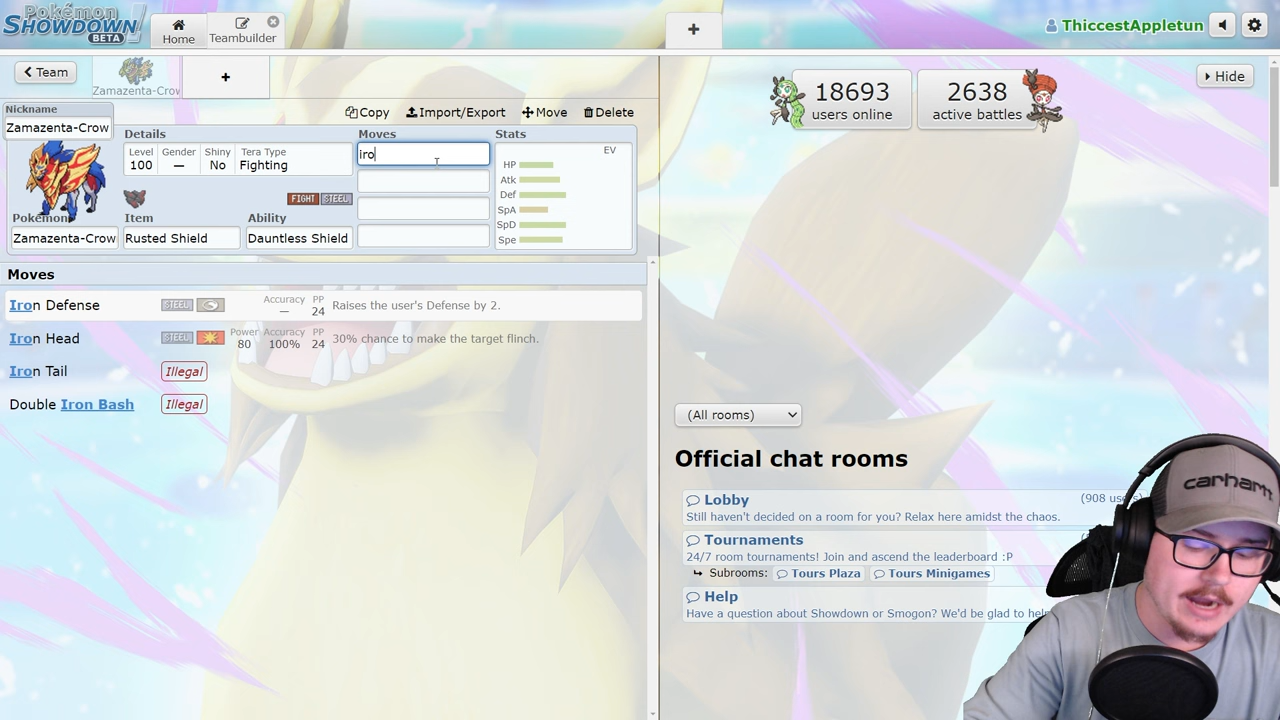 Pokémon
SHOWDOWN!
BETA
Home
Teambuilder
+
ThiccestAppletun
Team
Zamazenta-Crow
+
Hide
Nickname
Zamazenta-Crow
Copy
Import/Export
Move
Delete
Details
Level
100
Gender
—
Shiny
No
Tera Type
Fighting
FIGHT
STEEL
Pokémon
Zamazenta-Crow
Item
Rusted Shield
Ability
Dauntless Shield
Moves
iro
Stats
EV
HP
Atk
Def
SpA
SpD
Spe
Moves
Iron Defense STEEL Accuracy — PP 24 Raises the user's Defense by 2.
Iron Head STEEL Power 80 Accuracy 100% PP 24 30% chance to make the target flinch.
Iron Tail Illegal
Double Iron Bash Illegal
18693
users online
2638
active battles
(All rooms)
Official chat rooms
Lobby (908 users
Still haven't decided on a room for you? Relax here amidst the chaos.
Tournaments
24/7 room tournaments! Join and ascend the leaderboard :P
Subrooms: Tours Plaza Tours Minigames
Help
Have a question about Showdown or Smogon? We'd be glad to help
carhartt